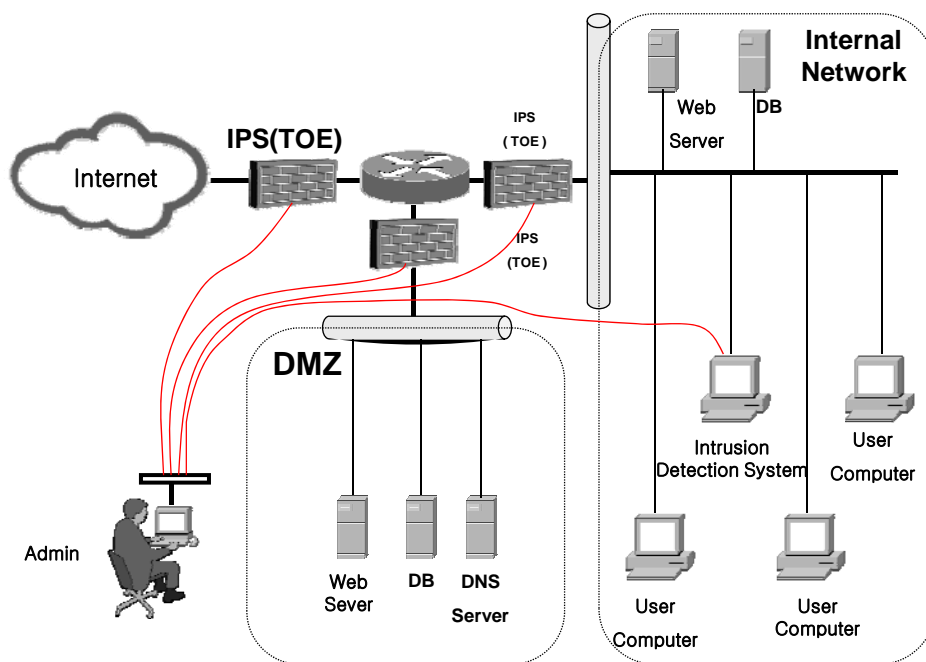 Internal
Network
Web
Server
DB
IPS
( TOE )
IPS(TOE)
Internet
IPS
(TOE )
DMZ
Intrusion
Detection System
User
Computer
Admin
Web
Sever
DB
DNS
Server
User
Computer
User
Computer